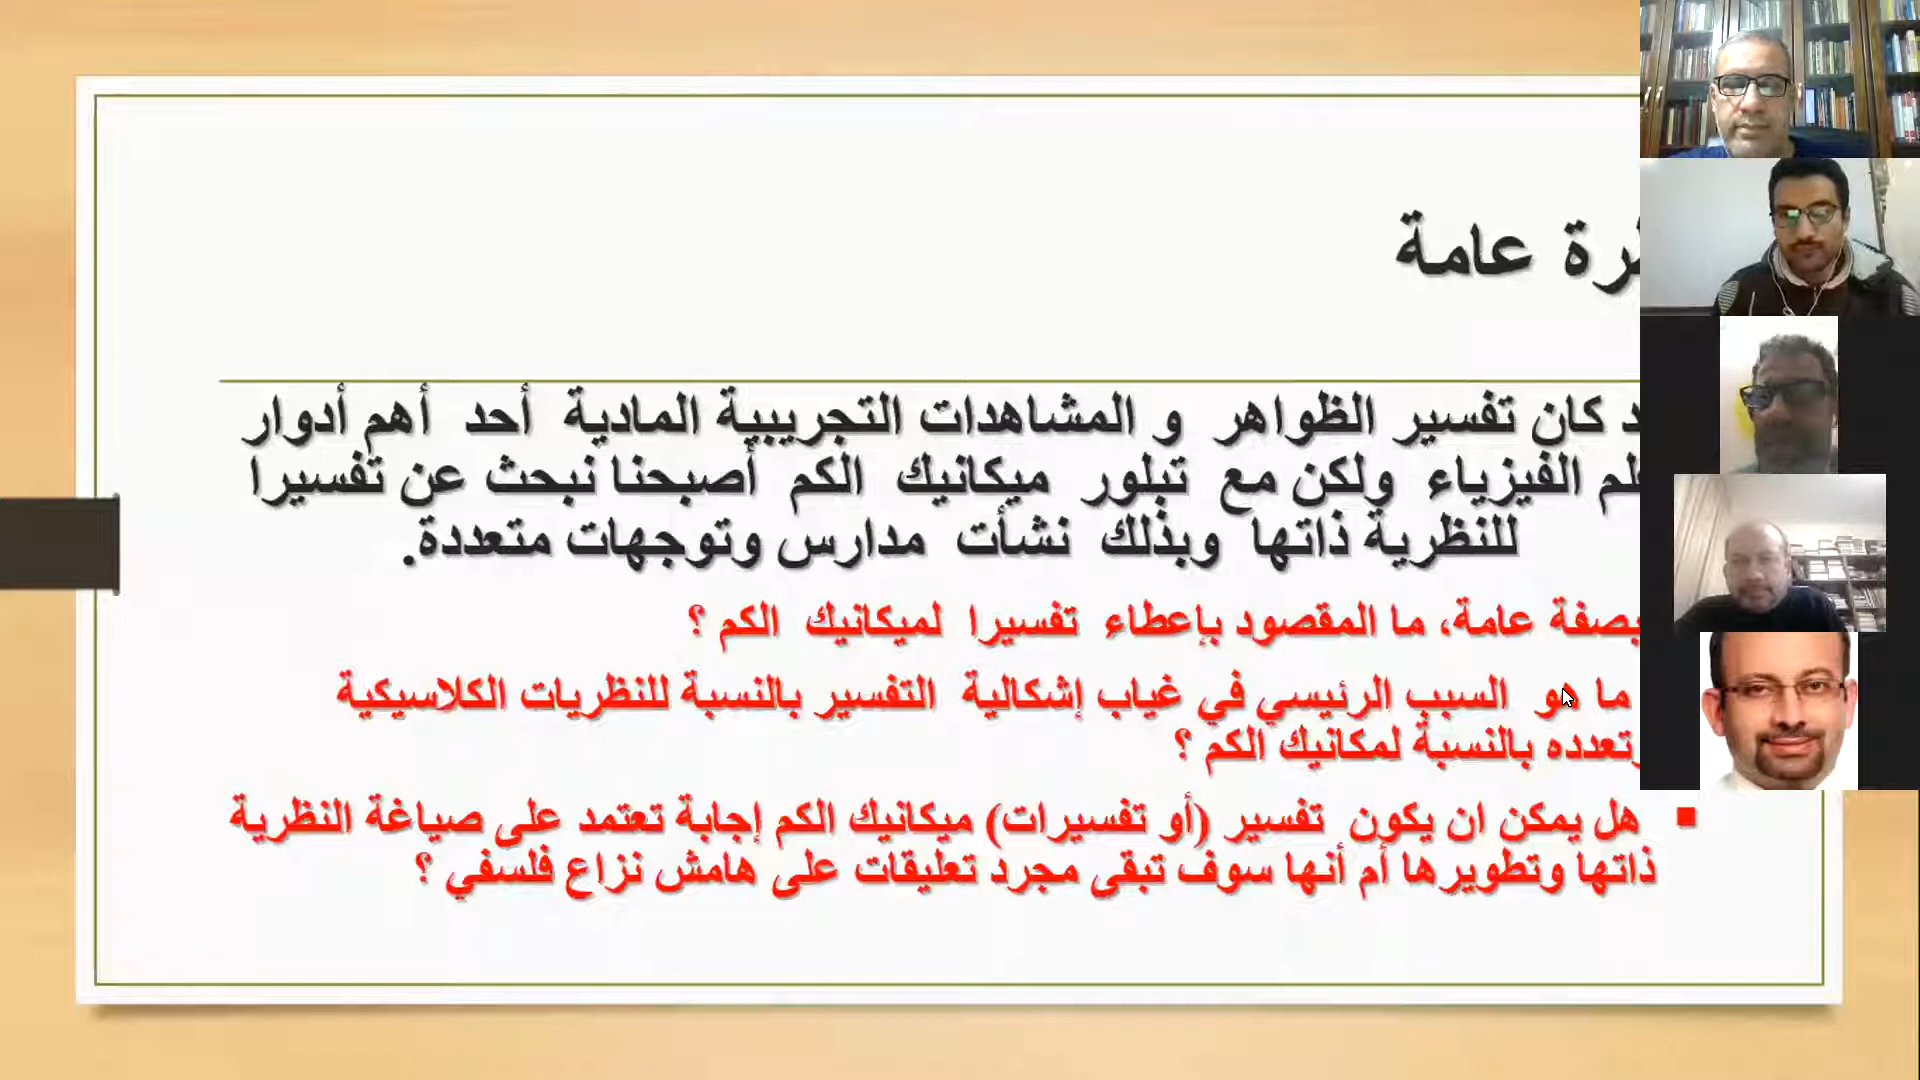 عامة
كان تفسير الظواهر و المشاهدات التجريبية المادية أحد أهم أدوار
الفيزياء ولكن مع تبلور ميكانيك الكم أصبحنا نبحث عن تفسيرا
للنظرية ذاتها وبذلك نشأت مدارس وتوجهات متعددة.
بصفة عامة، ما المقصود بإعطاء تفسيرا لميكانيك الكم ؟
ما هو السبب الرئيسي في غياب إشكالية التفسير بالنسبة للنظريات الكلاسيكية
وتعدده بالنسبة لمكانيك الكم ؟
هل يمكن ان يكون تفسير (أو تفسيرات) ميكانيك الكم إجابة تعتمد على صياغة النظرية
ذاتها وتطويرها أم أنها سوف تبقى مجرد تعليقات على هامش نزاع فلسفي ؟